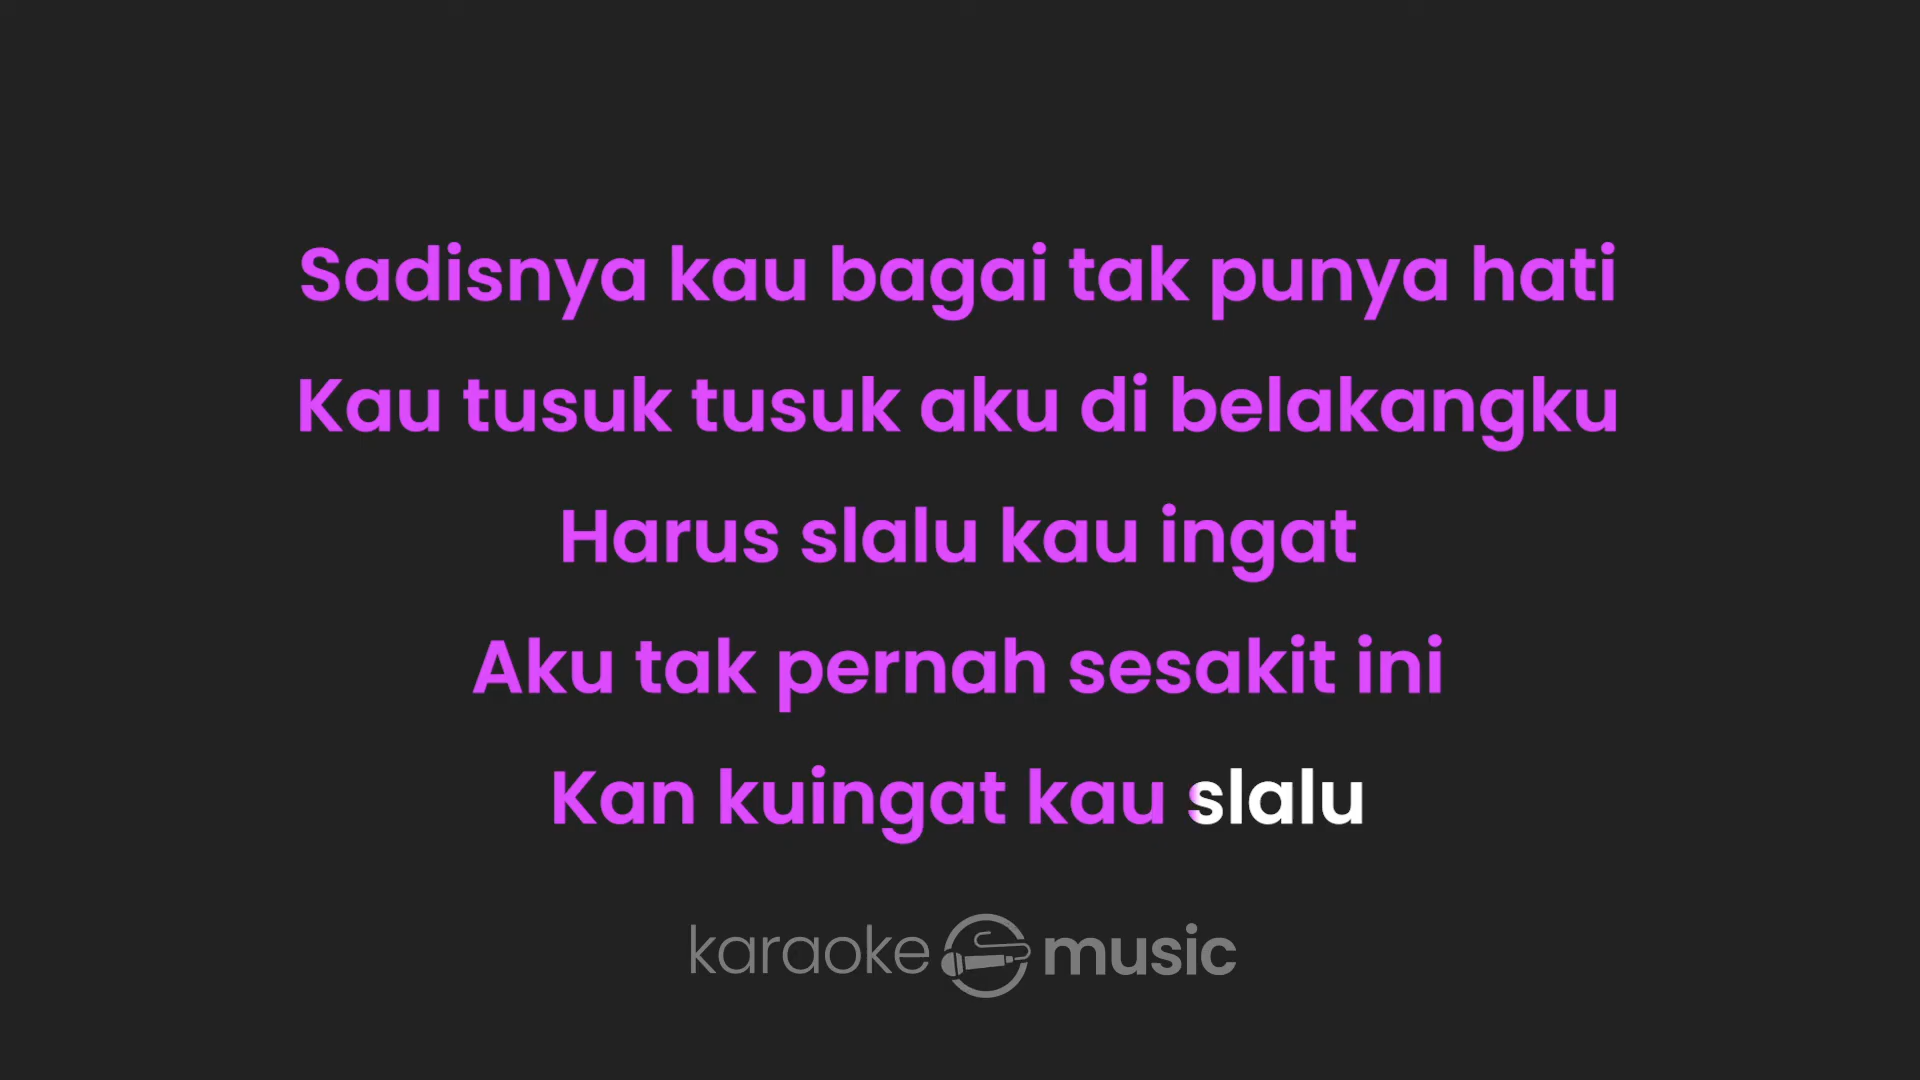 Sadisnya kau bagai tak punya hati
Kau tusuk tusuk aku di belakangku
Harus slalu kau ingat
Aku tak pernah sesakit ini
Kan kuingat kau slalu
karaoke music